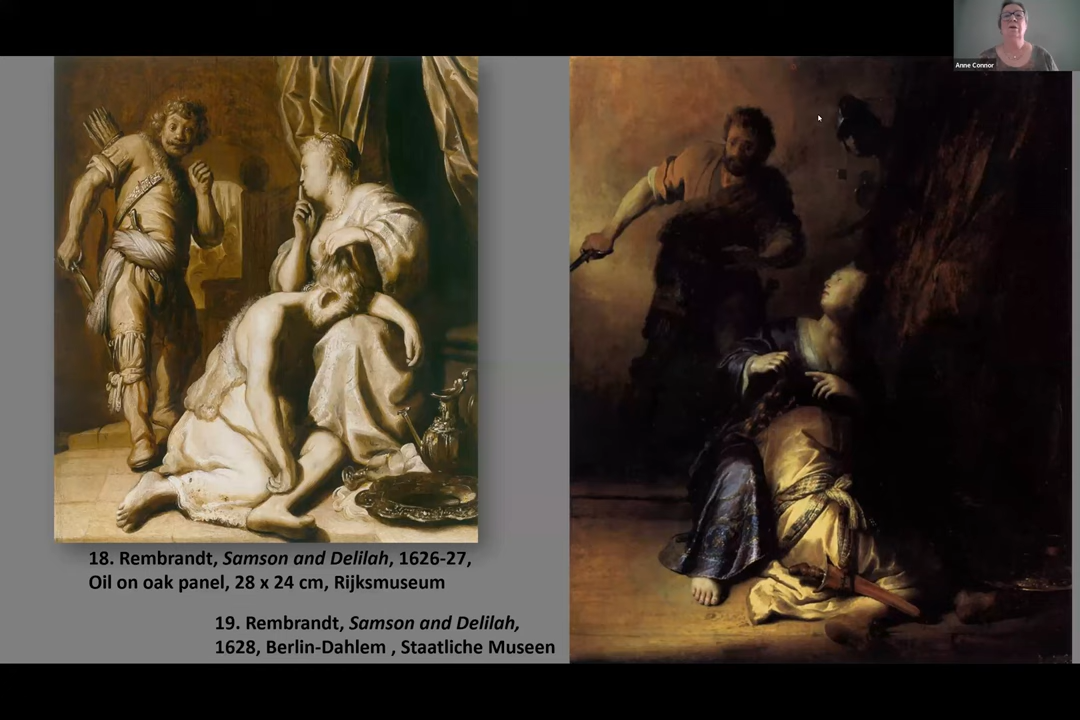 Anne Connor
18. Rembrandt, Samson and Delilah, 1626-27,
Oil on oak panel, 28 x 24 cm, Rijksmuseum
19. Rembrandt, Samson and Delilah,
1628, Berlin-Dahlem , Staatliche Museen